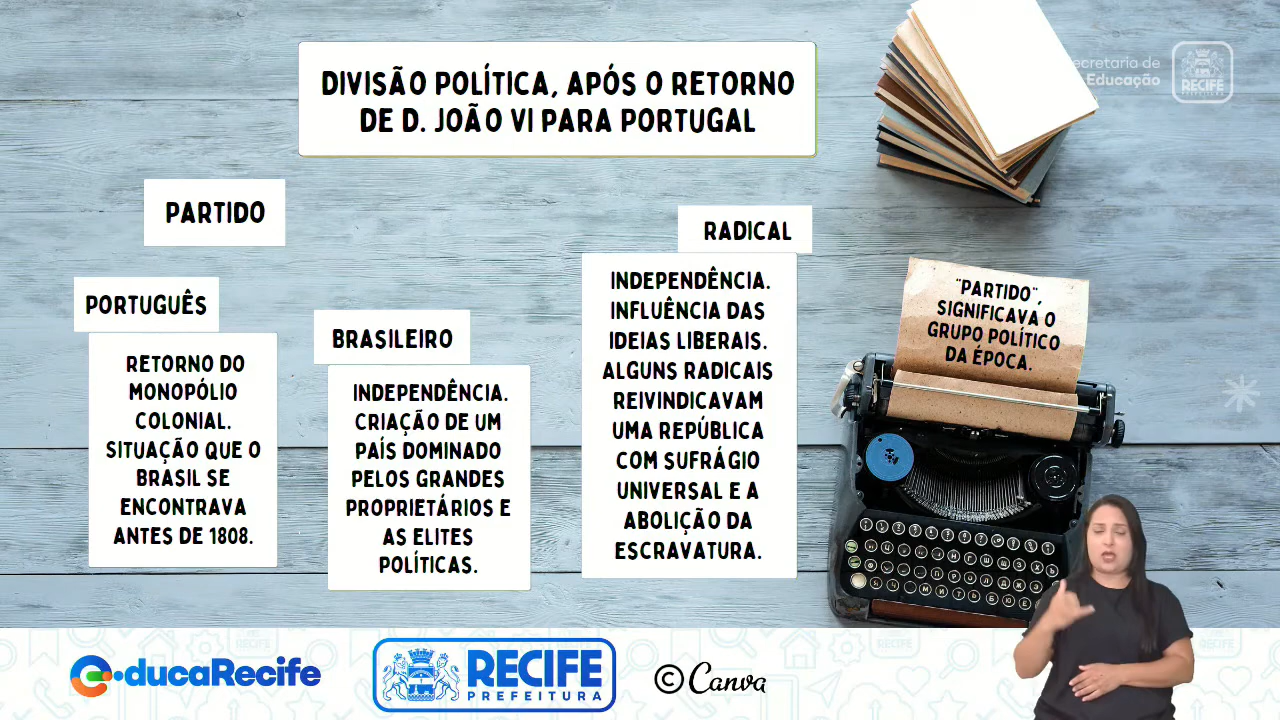 DIVISÃO POLÍTICA, APÓS O RETORNO
DE D. JOÃO VI PARA PORTUGAL
Secretaria de
Educação
RECIFE
PREFEITURA
PARTIDO
PORTUGUÊS
RETORNO DO
MONOPÓLIO
COLONIAL.
SITUAÇÃO QUE O
BRASIL SE
ENCONTRAVA
ANTES DE 1808.
BRASILEIRO
INDEPENDÊNCIA.
CRIAÇÃO DE UM
PAÍS DOMINADO
PELOS GRANDES
PROPRIETÁRIOS E
AS ELITES
POLÍTICAS.
RADICAL
INDEPENDÊNCIA.
INFLUÊNCIA DAS
IDEIAS LIBERAIS.
ALGUNS RADICAIS
REIVINDICAVAM
UMA REPÚBLICA
COM SUFRÁGIO
UNIVERSAL E A
ABOLIÇÃO DA
ESCRAVATURA.
"PARTIDO",
SIGNIFICAVA O
GRUPO POLÍTICO
DA ÉPOCA.
educaRecife
RECIFE
PREFEITURA
© Canva